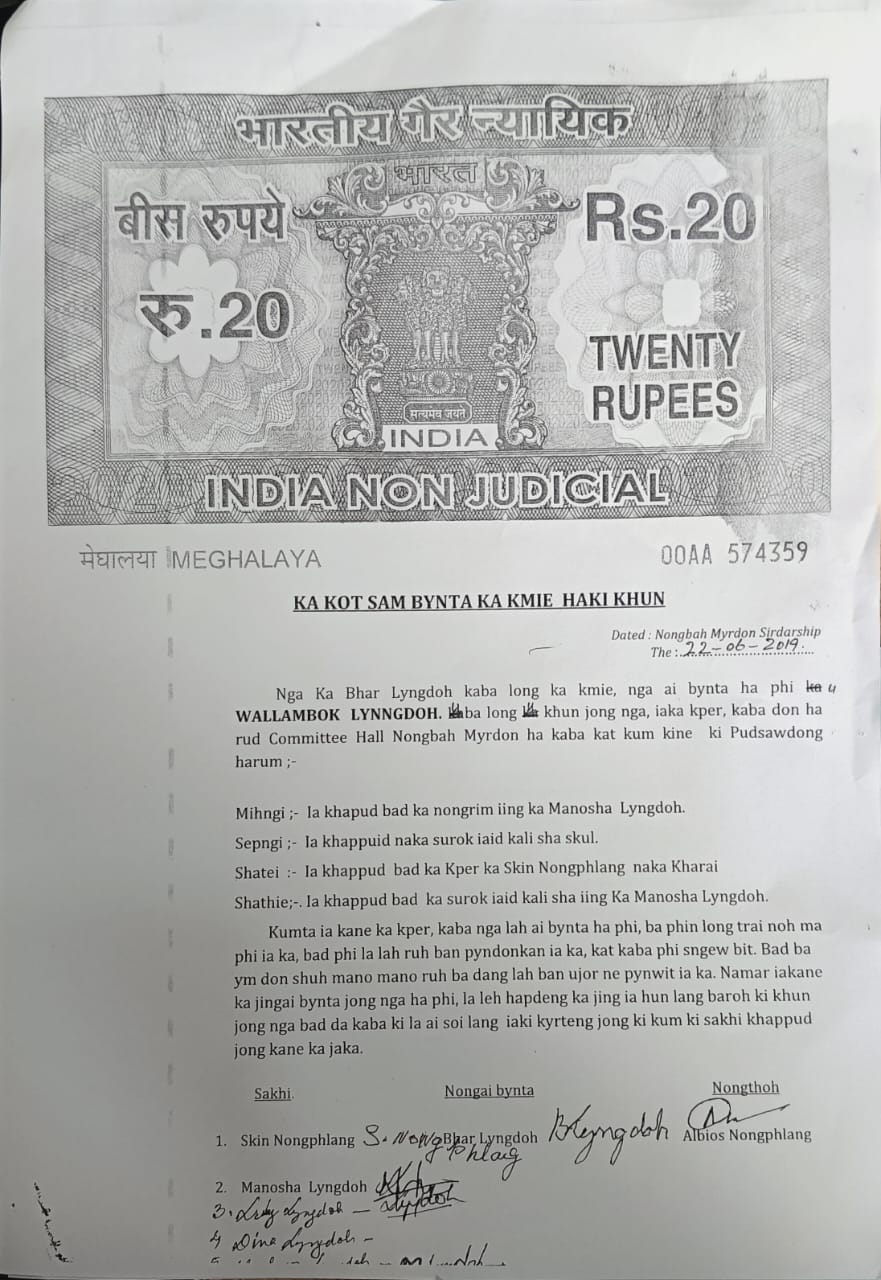 भारतीय गैर न्यायिक
भारत
बीस रुपये
Rs.20
रु.20
TWENTY
RUPEES
सत्यमेव जयते
INDIA
INDIA NON JUDICIAL
मेघालया MEGHALAYA
00AA 574359
KA KOT SAM BYNTA KA KMIE HAKI KHUN
Dated : Nongbah Myrdon Sirdarship
The :..22-06-2019.
Nga Ka Bhar Lyngdoh kaba long ka kmie, nga ai bynta ha phi ka u
WALLAMBOK LYNNGDOH. kaba long ka khun jong nga, iaka kper, kaba don ha
rud Committee Hall Nongbah Myrdon ha kaba kat kum kine ki Pudsawdong
harum ;-
Mihngi ;- Ia khapud bad ka nongrim iing ka Manosha Lyngdoh.
Sepngi ;- Ia khappuid naka surok iaid kali sha skul.
Shatei :- Ia khappud bad ka Kper ka Skin Nongphlang naka Kharai
Shathie;-. Ia khappud bad ka surok iaid kali sha iing Ka Manosha Lyngdoh.
Kumta ia kane ka kper, kaba nga lah ai bynta ha phi, ba phin long trai noh ma
phi ia ka, bad phi la lah ruh ban pyndonkan ia ka, kat kaba phi sngew bit. Bad ba
ym don shuh mano mano ruh ba dang lah ban ujor ne pynwit ia ka. Namar iakane
ka jingai bynta jong nga ha phi, la leh hapdeng ka jing ia hun lang baroh ki khun
jong nga bad da kaba ki la ai soi lang iaki kyrteng jong ki kum ki sakhi khappud
jong kane ka jaka.
Sakhi. Nongai bynta Nongthoh
1. Skin Nongphlang S. Nongphlang Bhar Lyngdoh BLyngdoh Albios Nongphlang
2. Manosha Lyngdoh
3. Lyngdoh –
4 Dina Lyngdoh –